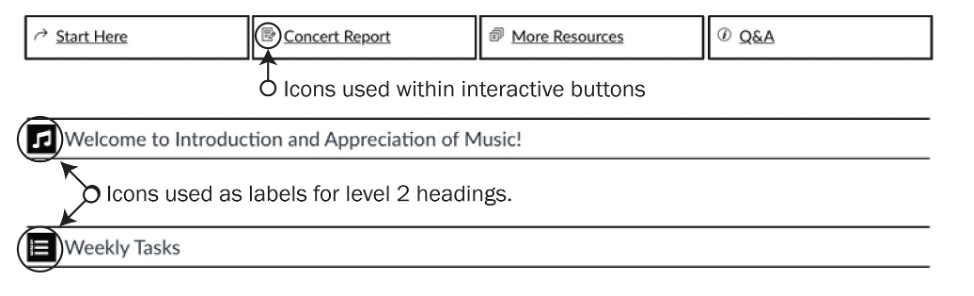 Start Here Concert Report More Resources Q&A
Icons used within interactive buttons
Welcome to Introduction and Appreciation of Music!
Icons used as labels for level 2 headings.
Weekly Tasks